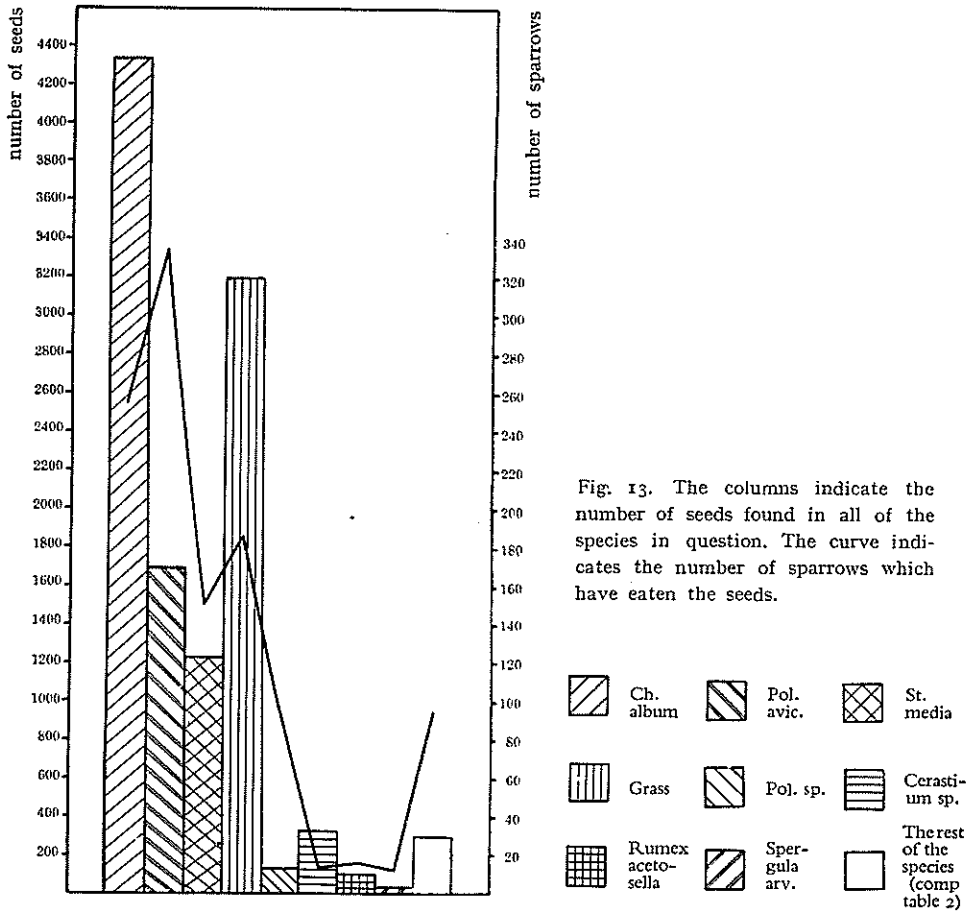 number of seeds
4400
4200
4000
3800
3600
3400
3200
3000
2800
2600
2400
2200
2000
1800
1600
1400
1200
1000
800
600
400
200
number of sparrows
340
320
300
280
260
240
220
200
180
160
140
120
100
80
60
40
20
Fig. 13. The columns indicate the
number of seeds found in all of the
species in question. The curve indi-
cates the number of sparrows which
have eaten the seeds.
Ch.
album
Pol.
avic.
St.
media
Grass
Pol. sp.
Cerasti-
um sp.
Rumex
aceto-
sella
Sper-
gula
arv.
The rest
of the
species
(comp
table 2)